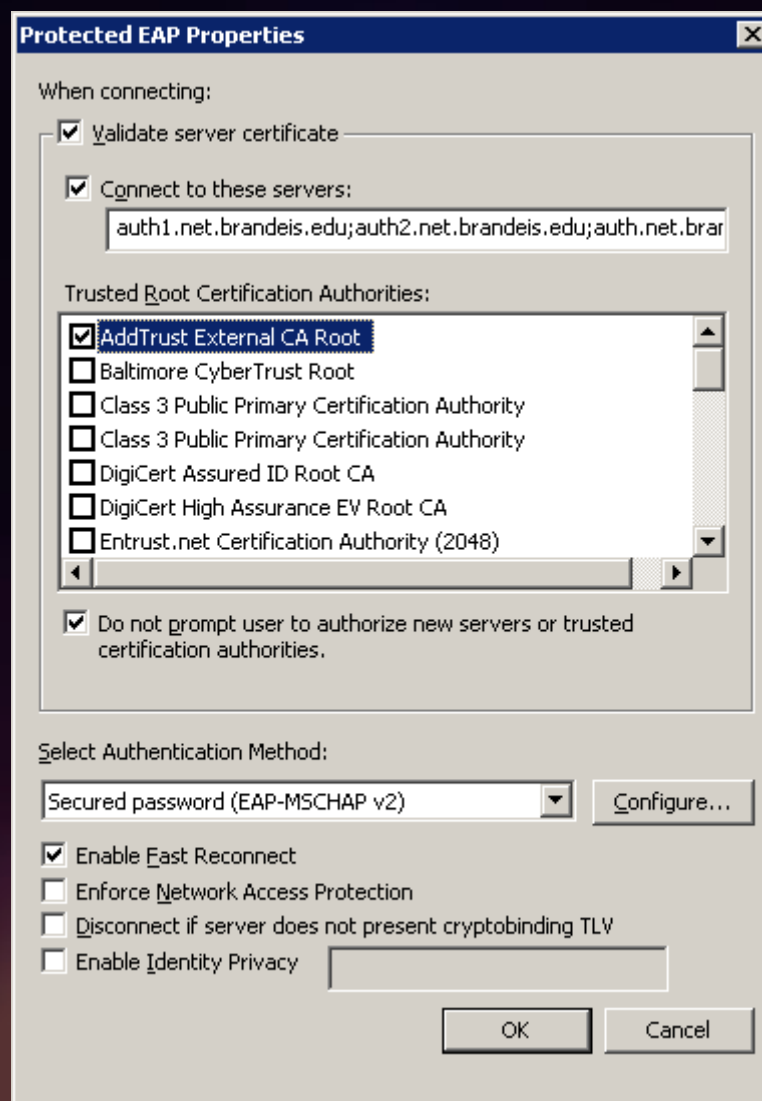 Protected EAP Properties
When connecting:
Validate server certificate
Connect to these servers:
auth1.net.brandeis.edu;auth2.net.brandeis.edu;auth.net.brar
Trusted Root Certification Authorities:
AddTrust External CA Root
Baltimore CyberTrust Root
Class 3 Public Primary Certification Authority
Class 3 Public Primary Certification Authority
DigiCert Assured ID Root CA
DigiCert High Assurance EV Root CA
Entrust.net Certification Authority (2048)
Do not prompt user to authorize new servers or trusted
certification authorities.
Select Authentication Method:
Secured password (EAP-MSCHAP v2)
Configure...
Enable Fast Reconnect
Enforce Network Access Protection
Disconnect if server does not present cryptobinding TLV
Enable Identity Privacy
OK
Cancel